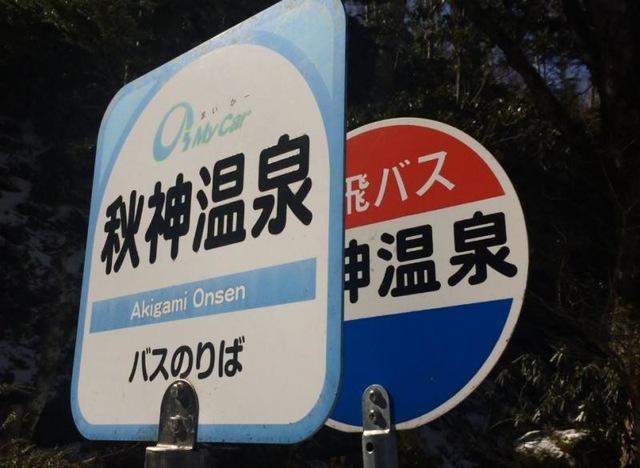 まいかー
My Car
秋神温泉
Akigami Onsen
バスのりば
飛バス
神温泉